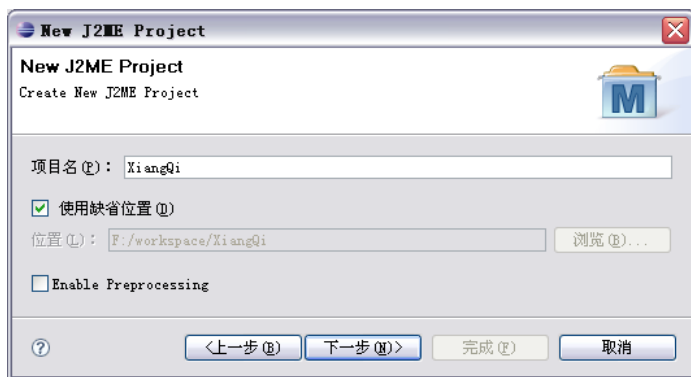 New J2ME Project
New J2ME Project
Create New J2ME Project
M
项目名(P): XiangQi
使用缺省位置(D)
位置(L): F:/workspace/XiangQi 浏览(B)...
Enable Preprocessing
? <上一步(B) 下一步(N)> 完成(F) 取消